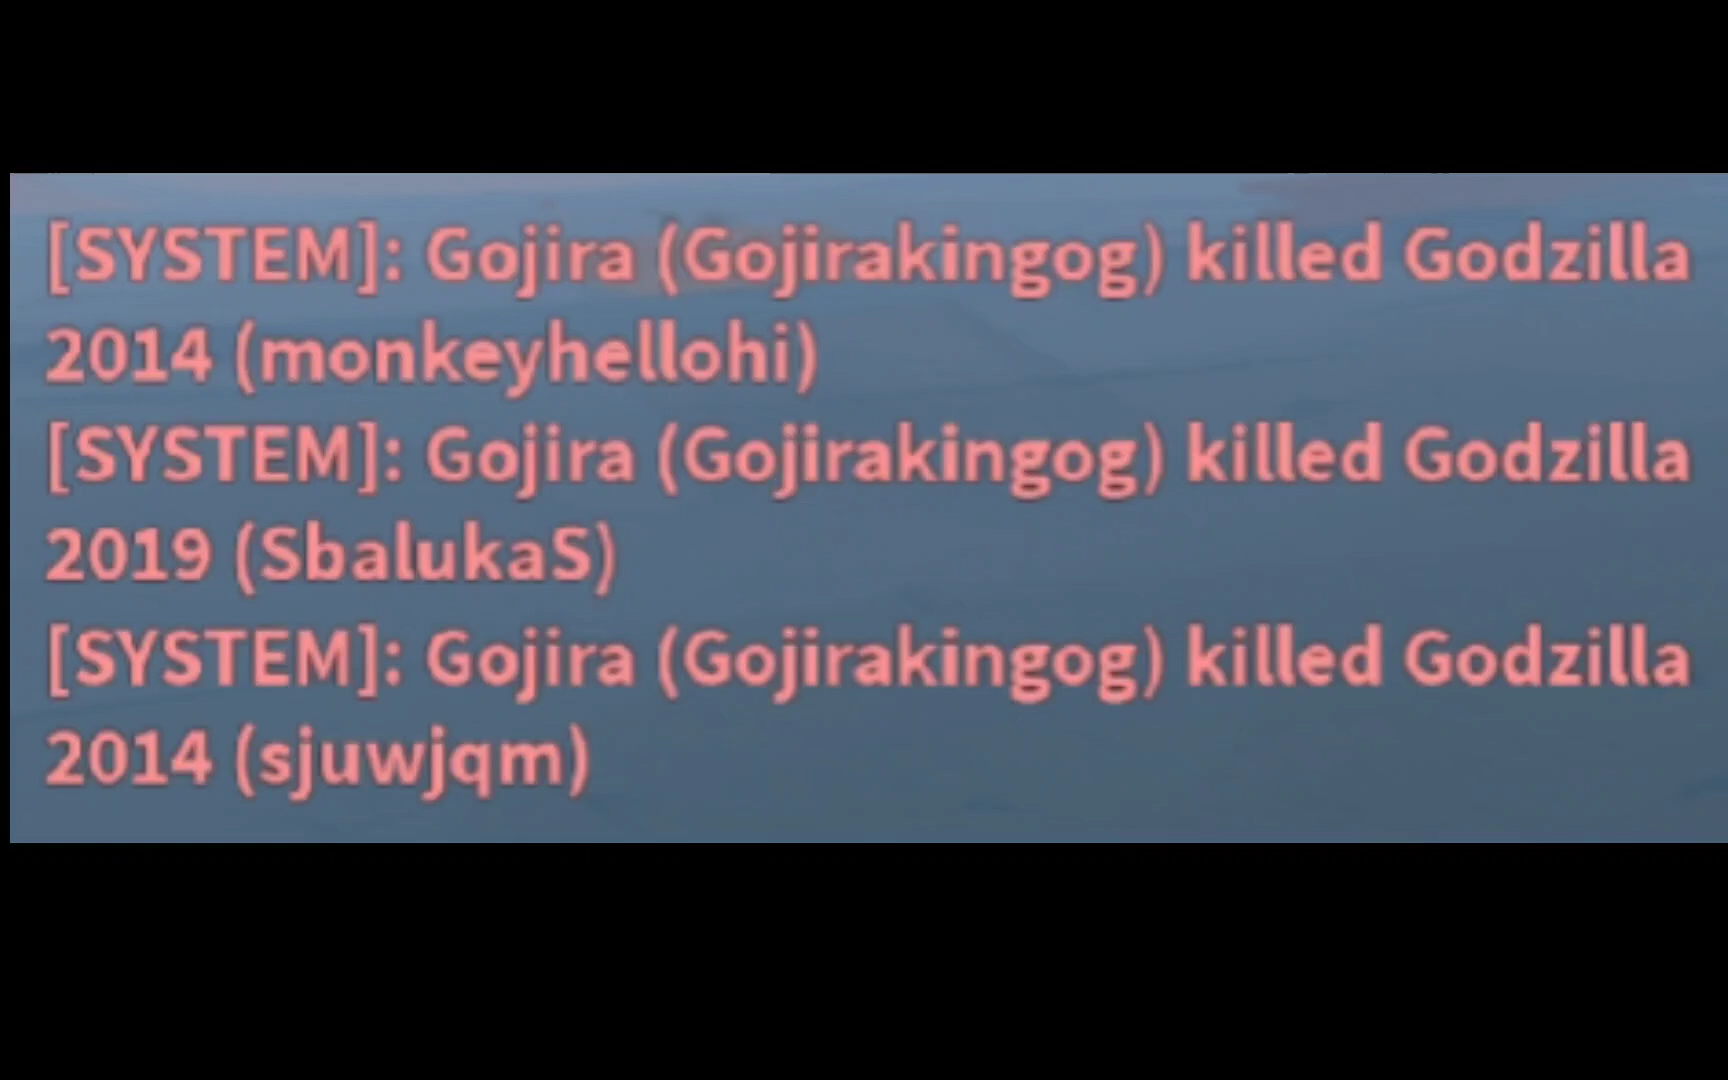 [SYSTEM]: Gojira (Gojirakingog) killed Godzilla
2014 (monkeyhellohi)
[SYSTEM]: Gojira (Gojirakingog) killed Godzilla
2019 (SbalukaS)
[SYSTEM]: Gojira (Gojirakingog) killed Godzilla
2014 (sjuwjqm)